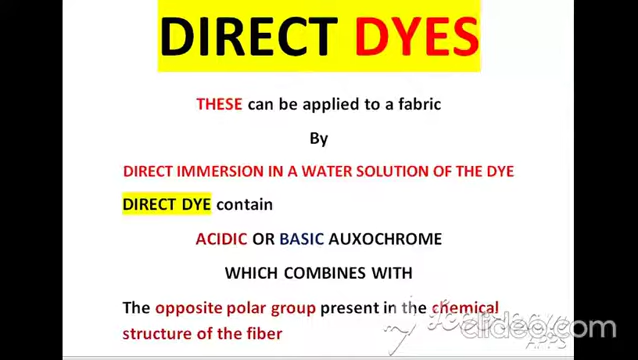 DIRECT DYES
THESE can be applied to a fabric
By
DIRECT IMMERSION IN A WATER SOLUTION OF THE DYE
DIRECT DYE contain
ACIDIC OR BASIC AUXOCHROME
WHICH COMBINES WITH
The opposite polar group present in the chemical
structure of the fiber
clideo.com